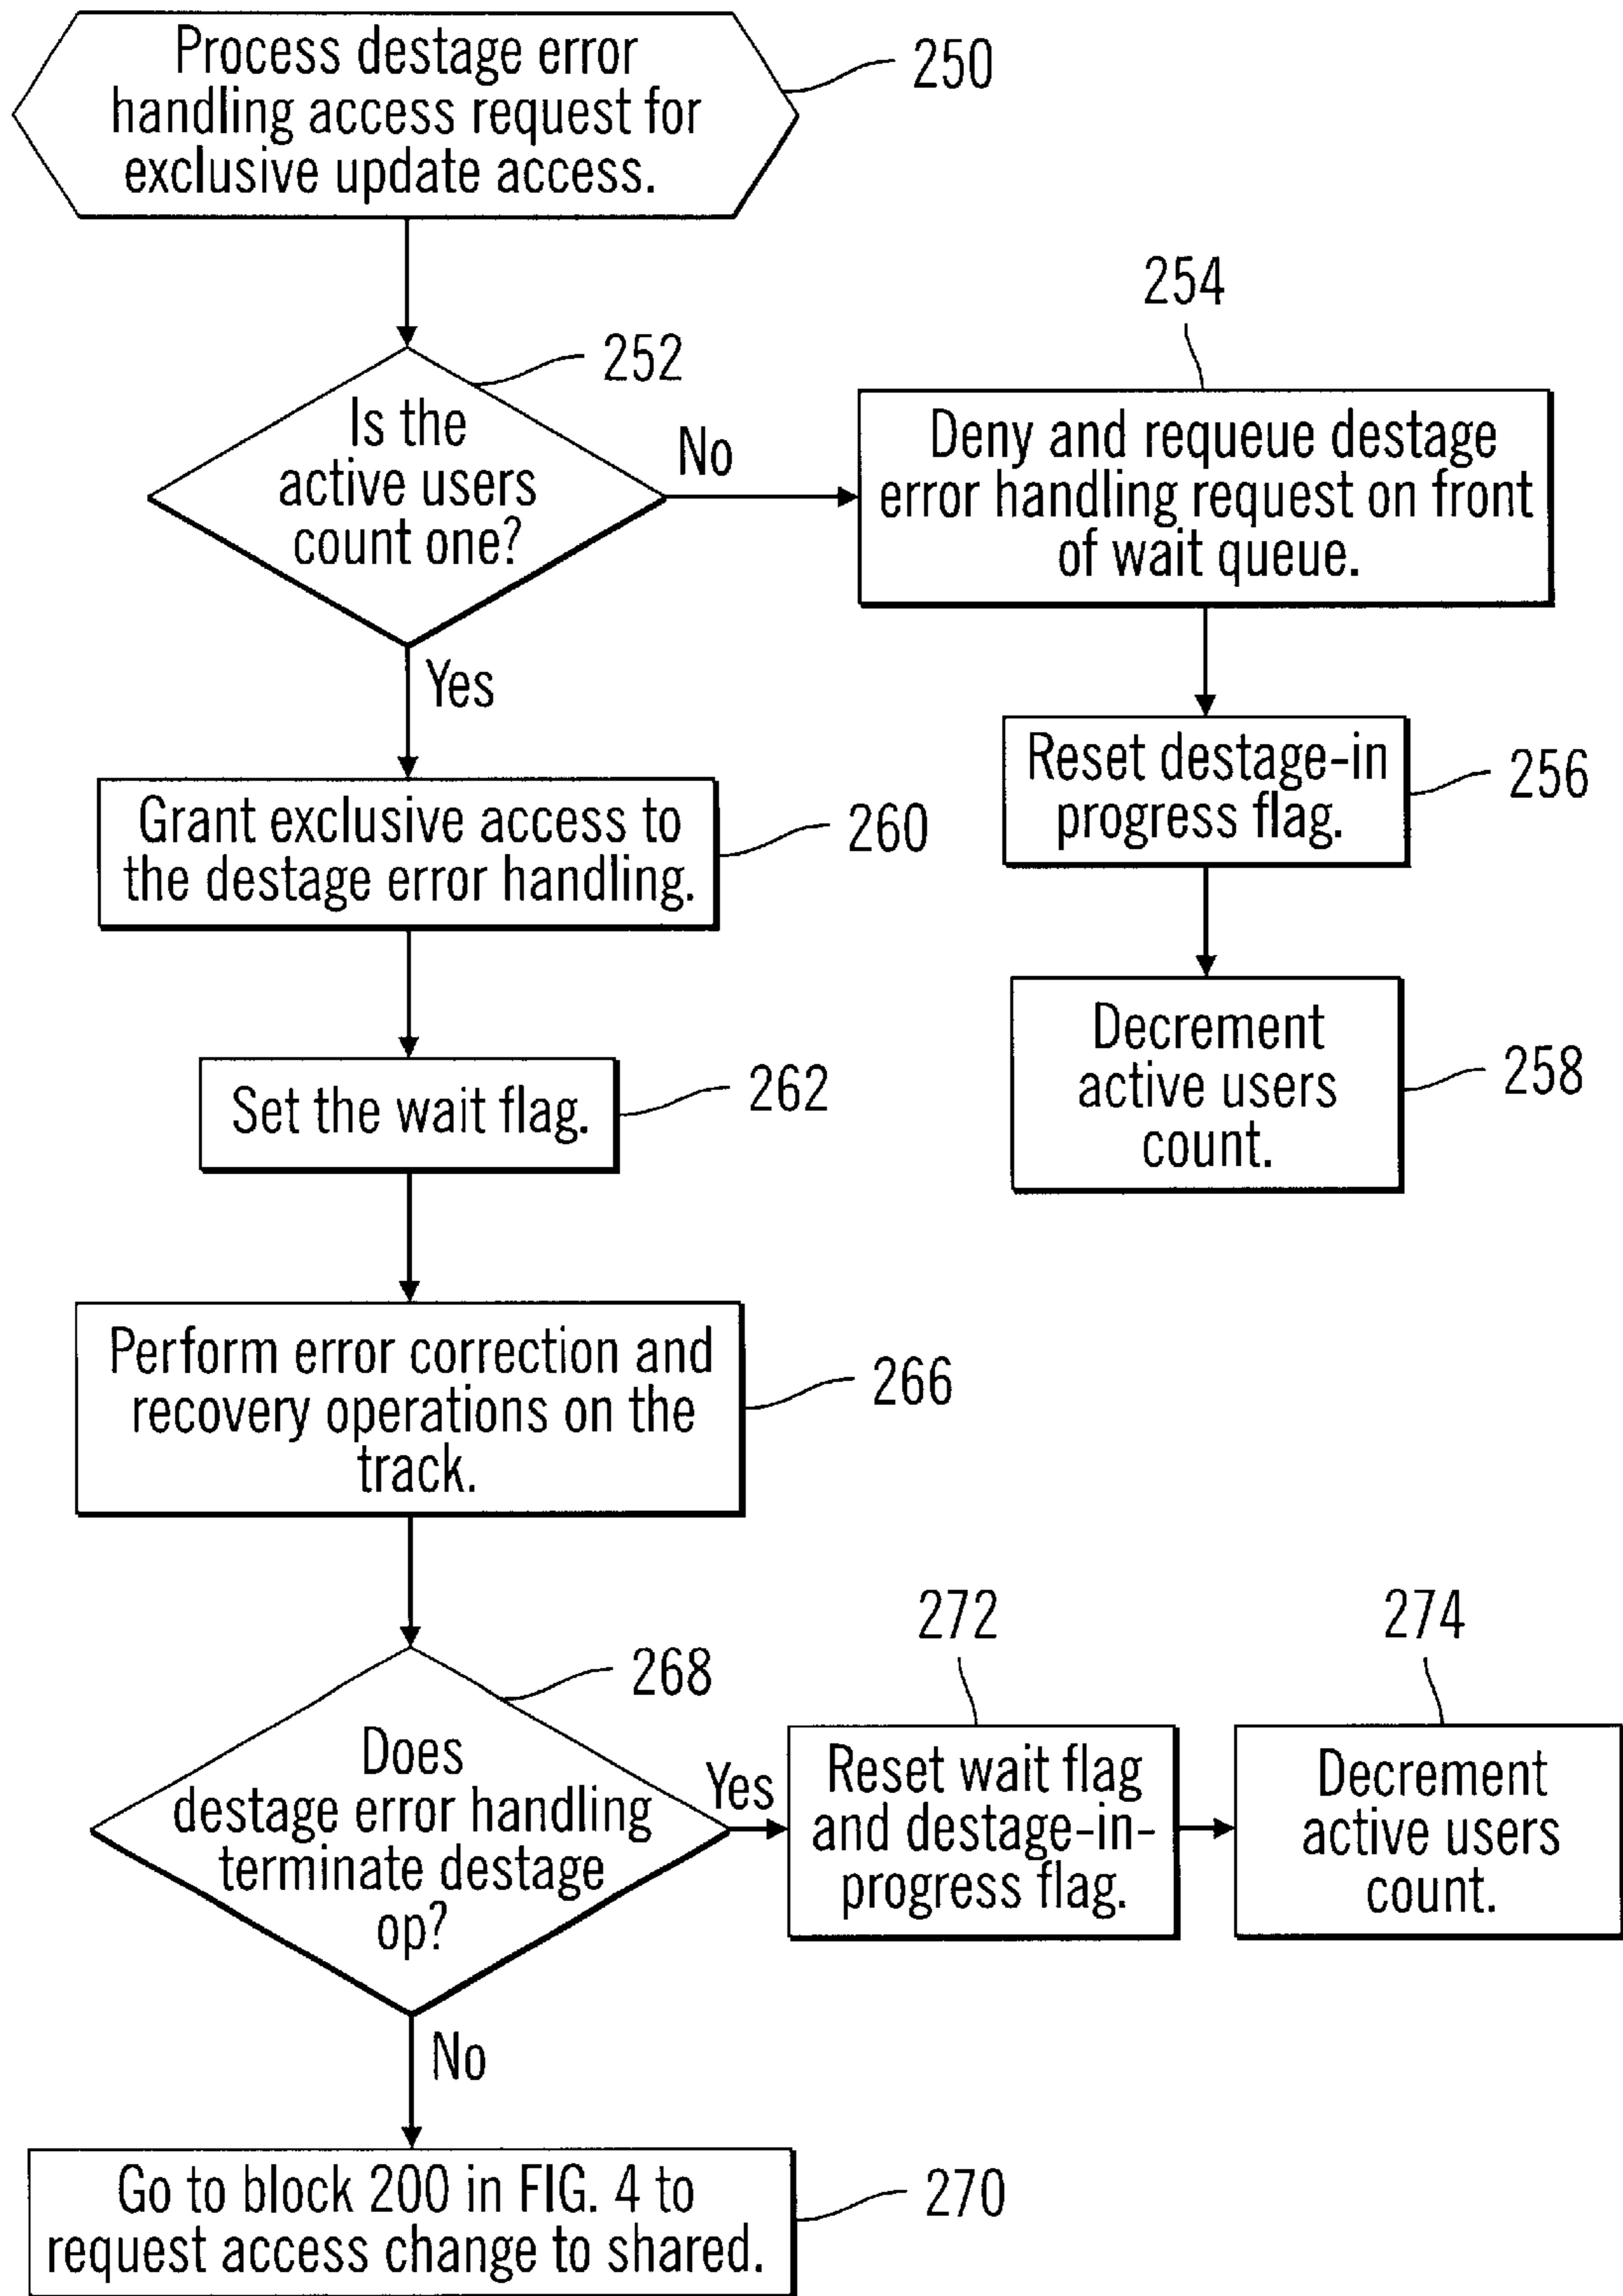 Process destage error
handling access request for
exclusive update access.
250
252
Is the
active users
count one?
No
Yes
254
Deny and requeue destage
error handling request on front
of wait queue.
Reset destage-in
progress flag.
256
Decrement
active users
count.
258
Grant exclusive access to
the destage error handling.
260
Set the wait flag.
262
Perform error correction and
recovery operations on the
track.
266
268
Does
destage error handling
terminate destage
op?
Yes
No
272
Reset wait flag
and destage-in-
progress flag.
274
Decrement
active users
count.
Go to block 200 in FIG. 4 to
request access change to shared.
270